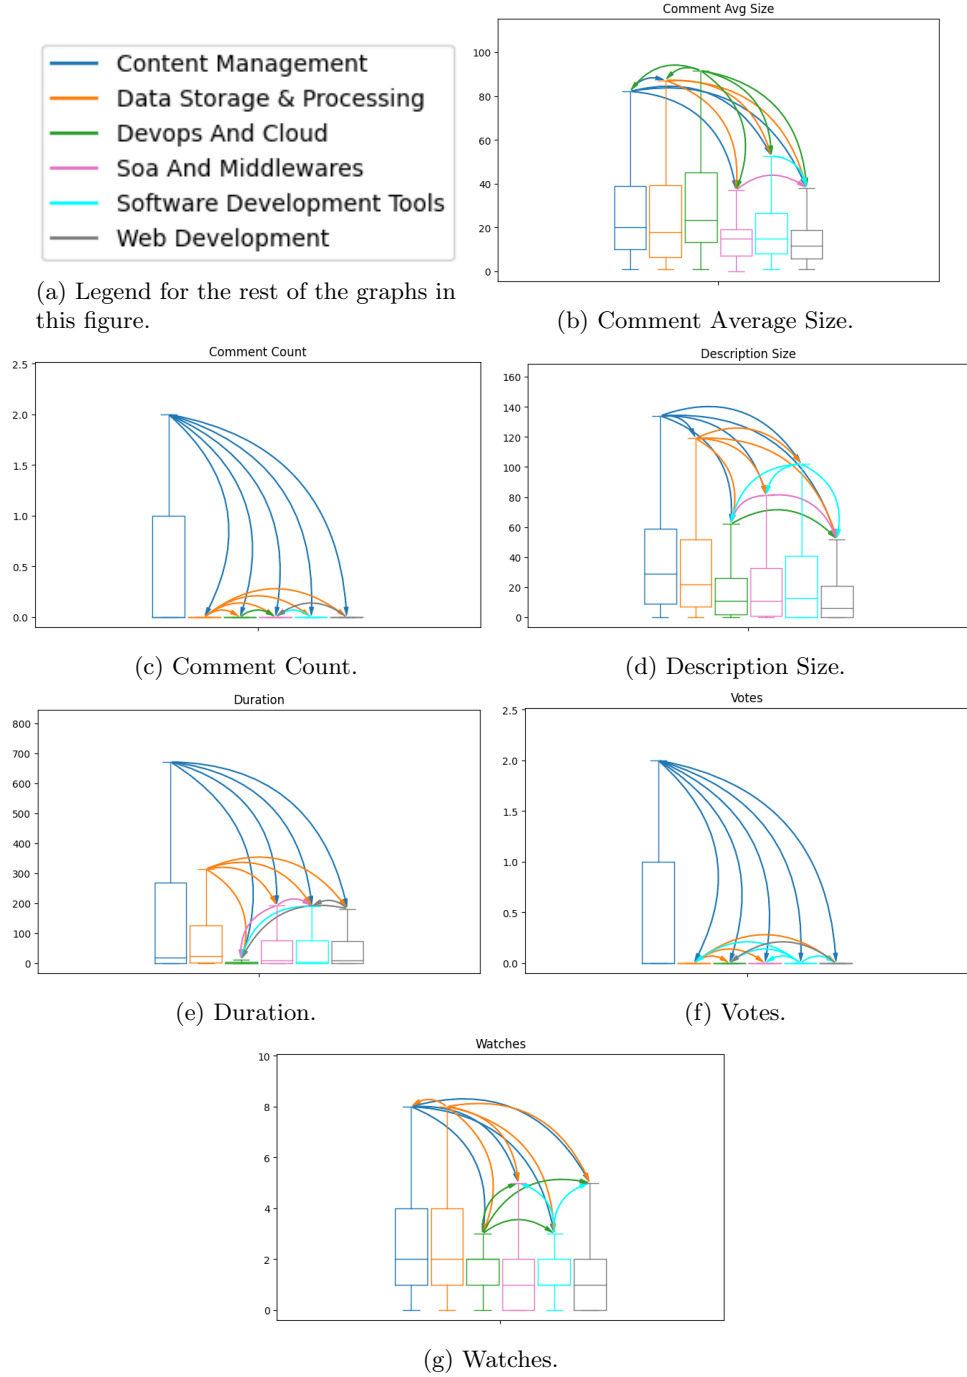 Content Management
Data Storage & Processing
Devops And Cloud
Soa And Middlewares
Software Development Tools
Web Development
(a) Legend for the rest of the graphs in
this figure.
Comment Avg Size
100
80
60
40
20
0
(b) Comment Average Size.
Comment Count
2.5
2.0
1.5
1.0
0.5
0.0
(c) Comment Count.
Description Size
160
140
120
100
80
60
40
20
0
(d) Description Size.
Duration
800
700
600
500
400
300
200
100
0
(e) Duration.
Votes
2.5
2.0
1.5
1.0
0.5
0.0
(f) Votes.
Watches
10
8
6
4
2
0
(g) Watches.